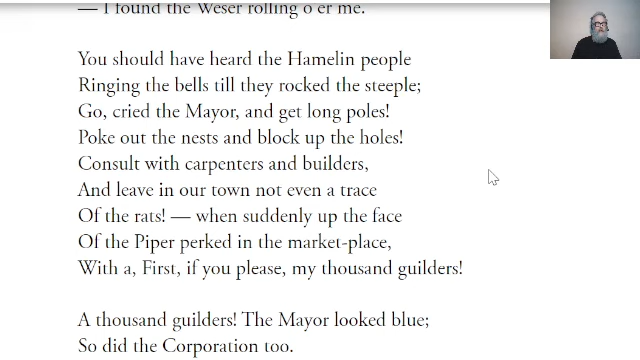 — I found the Weser rolling o er me.
You should have heard the Hamelin people
Ringing the bells till they rocked the steeple;
Go, cried the Mayor, and get long poles!
Poke out the nests and block up the holes!
Consult with carpenters and builders,
And leave in our town not even a trace
Of the rats! — when suddenly up the face
Of the Piper perked in the market-place,
With a, First, if you please, my thousand guilders!
A thousand guilders! The Mayor looked blue;
So did the Corporation too.